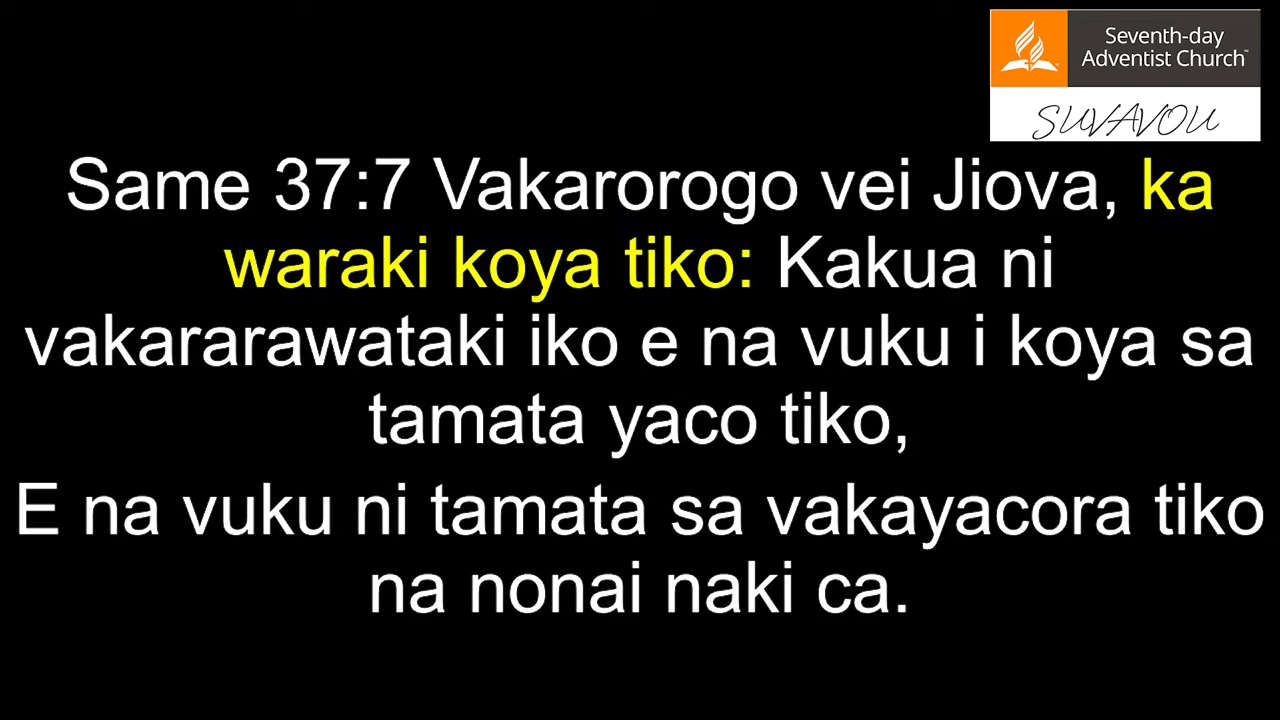 Seventh-day
Adventist Church™
SUVAVOU
Same 37:7 Vakarorogo vei Jiova, ka
waraki koya tiko: Kakua ni
vakararawataki iko e na vuku i koya sa
tamata yaco tiko,
E na vuku ni tamata sa vakayacora tiko
na nonai naki ca.